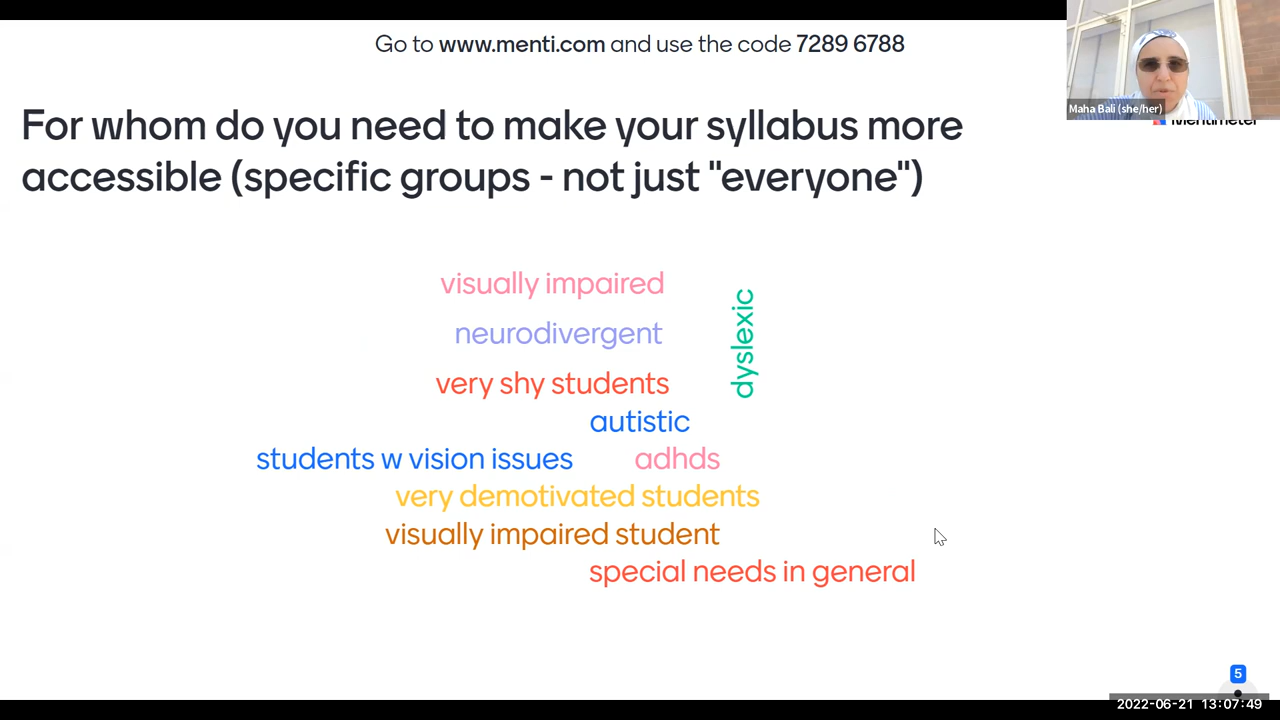 Go to www.menti.com and use the code 7289 6788
Maha Bali (she/her)
Mentimeter
For whom do you need to make your syllabus more
accessible (specific groups - not just "everyone")
visually impaired
dyslexic
neurodivergent
very shy students
autistic
students w vision issues
adhds
very demotivated students
visually impaired student
special needs in general
5
2022-06-21 13:07:49